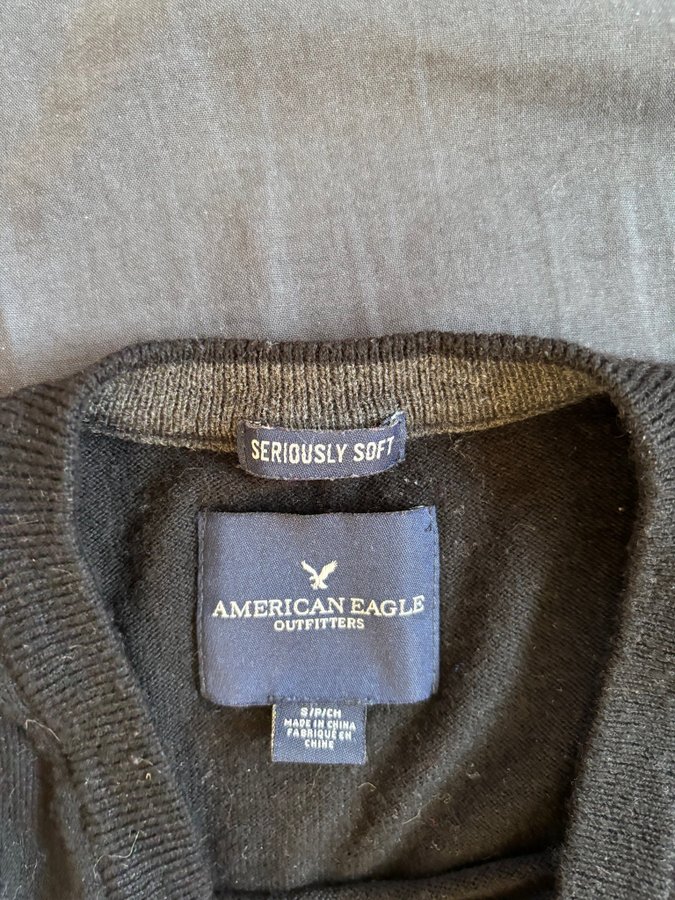 SERIOUSLY SOFT
AMERICAN EAGLE
OUTFITTERS
S/P/CH
MADE IN CHINA
FABRIQUÉ EN
CHINE